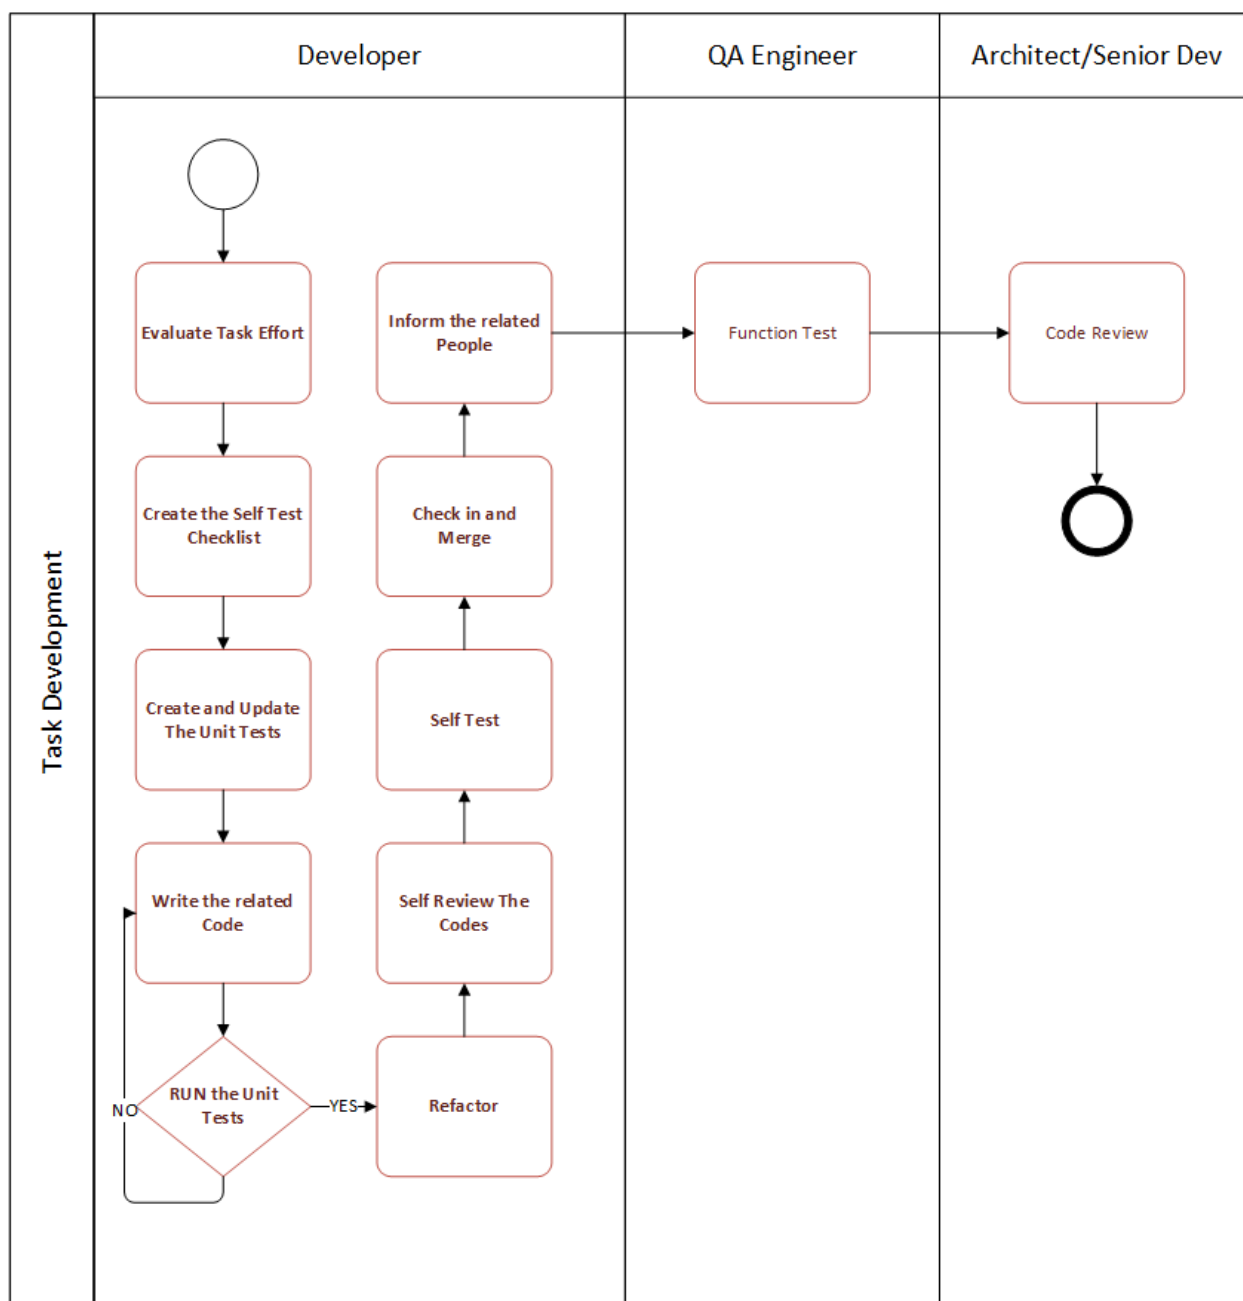 Developer
QA Engineer
Architect/Senior Dev
Task Development
Evaluate Task Effort
Create the Self Test
Checklist
Create and Update
The Unit Tests
Write the related
Code
RUN the Unit
Tests
NO
YES
Refactor
Self Review The
Codes
Self Test
Check in and
Merge
Inform the related
People
Function Test
Code Review